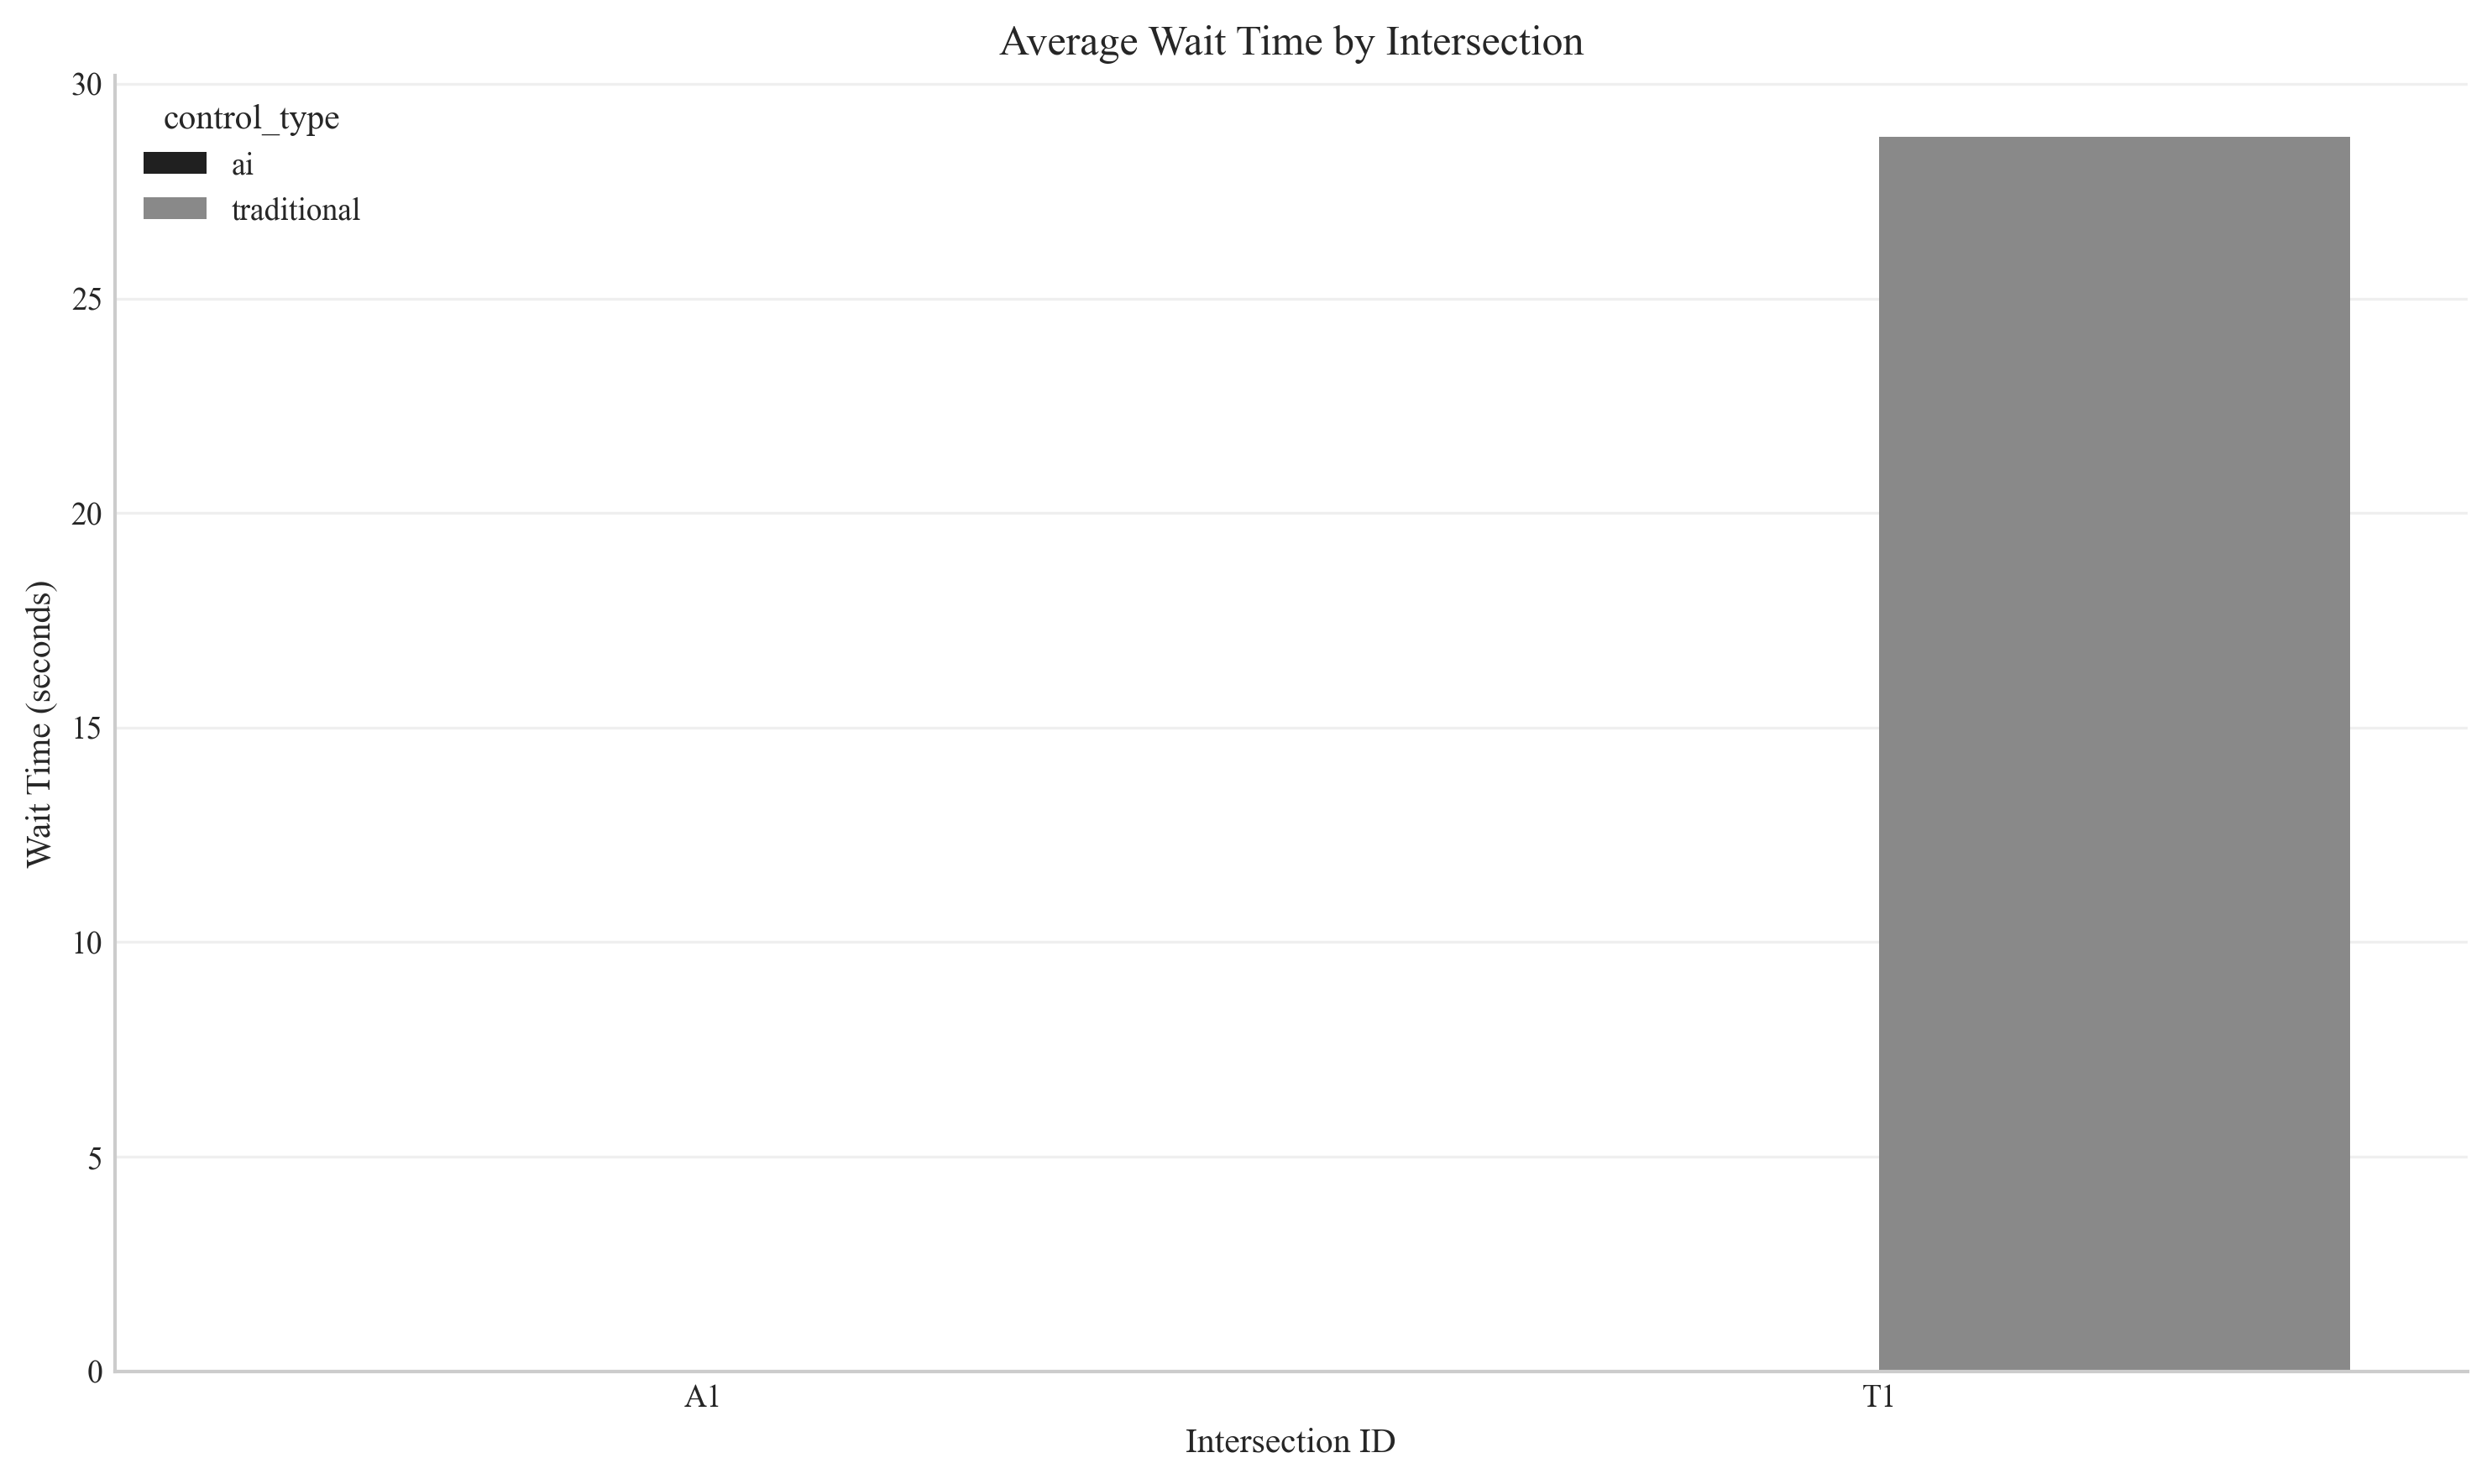 Average Wait Time by Intersection
control_type
ai
traditional
30
25
20
15
10
5
0
Wait Time (seconds)
A1
T1
Intersection ID